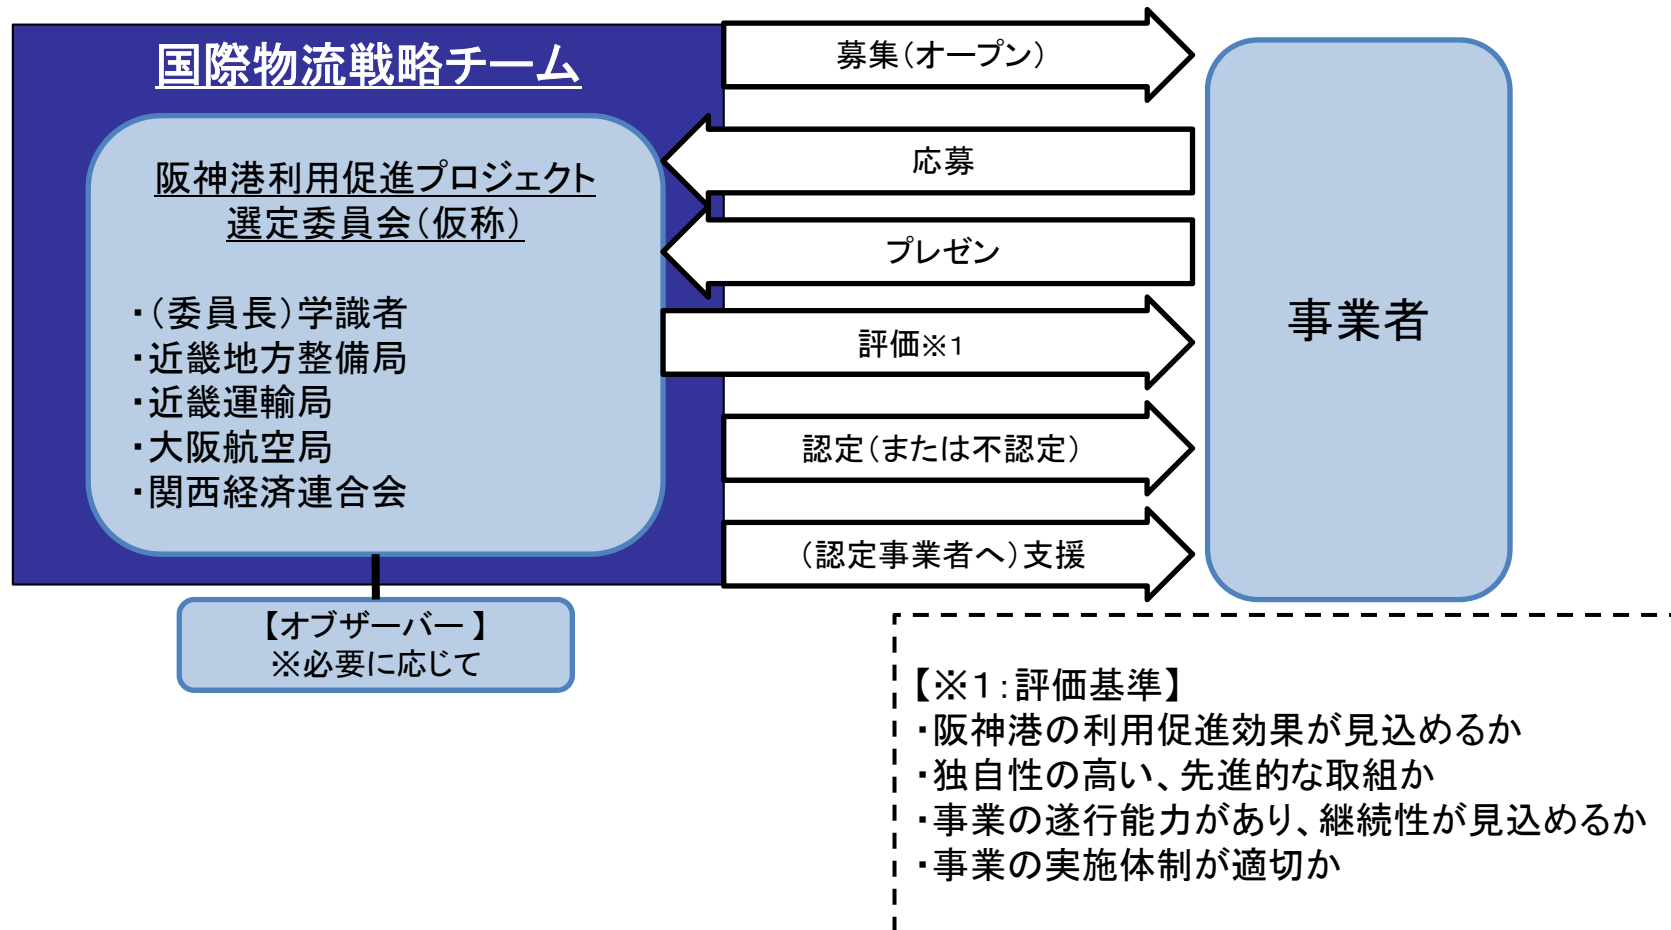 国際物流戦略チーム
阪神港利用促進プロジェクト
選定委員会(仮称)
・(委員長)学識者
・近畿地方整備局
・近畿運輸局
・大阪航空局
・関西経済連合会
【オブザーバー】
※必要に応じて
募集(オープン)
応募
プレゼン
評価※1
認定(または不認定)
(認定事業者へ)支援
事業者
【※1:評価基準】
・阪神港の利用促進効果が見込めるか
・独自性の高い、先進的な取組か
・事業の遂行能力があり、継続性が見込めるか
・事業の実施体制が適切か